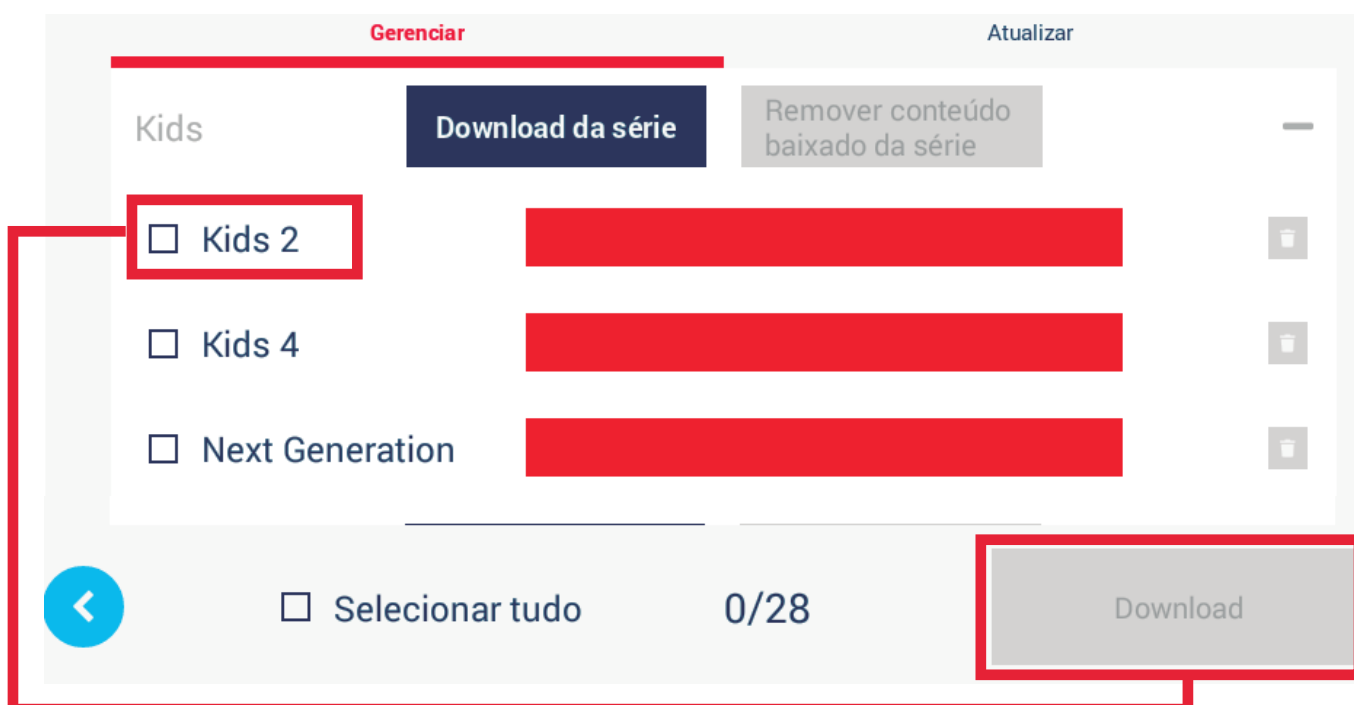 Gerenciar
Atualizar
Kids
Download da série
Remover conteúdo
baixado da série
Kids 2
Kids 4
Next Generation
Selecionar tudo
0/28
Download